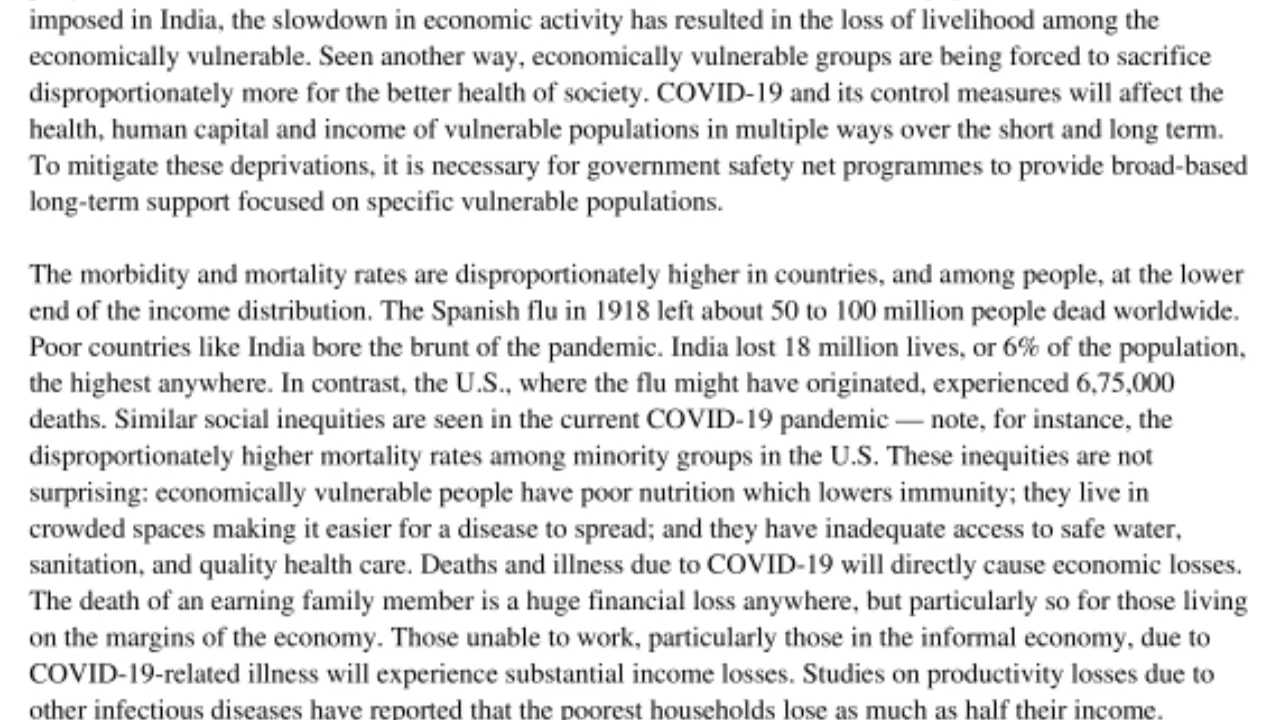 imposed in India, the slowdown in economic activity has resulted in the loss of livelihood among the
economically vulnerable. Seen another way, economically vulnerable groups are being forced to sacrifice
disproportionately more for the better health of society. COVID-19 and its control measures will affect the
health, human capital and income of vulnerable populations in multiple ways over the short and long term.
To mitigate these deprivations, it is necessary for government safety net programmes to provide broad-based
long-term support focused on specific vulnerable populations.
The morbidity and mortality rates are disproportionately higher in countries, and among people, at the lower
end of the income distribution. The Spanish flu in 1918 left about 50 to 100 million people dead worldwide.
Poor countries like India bore the brunt of the pandemic. India lost 18 million lives, or 6% of the population,
the highest anywhere. In contrast, the U.S., where the flu might have originated, experienced 6,75,000
deaths. Similar social inequities are seen in the current COVID-19 pandemic — note, for instance, the
disproportionately higher mortality rates among minority groups in the U.S. These inequities are not
surprising: economically vulnerable people have poor nutrition which lowers immunity; they live in
crowded spaces making it easier for a disease to spread; and they have inadequate access to safe water,
sanitation, and quality health care. Deaths and illness due to COVID-19 will directly cause economic losses.
The death of an earning family member is a huge financial loss anywhere, but particularly so for those living
on the margins of the economy. Those unable to work, particularly those in the informal economy, due to
COVID-19-related illness will experience substantial income losses. Studies on productivity losses due to
other infectious diseases have reported that the poorest households lose as much as half their income.